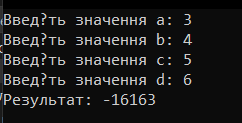 Введ?ть значення a: 3
Введ?ть значення b: 4
Введ?ть значення c: 5
Введ?ть значення d: 6
Результат: -16163